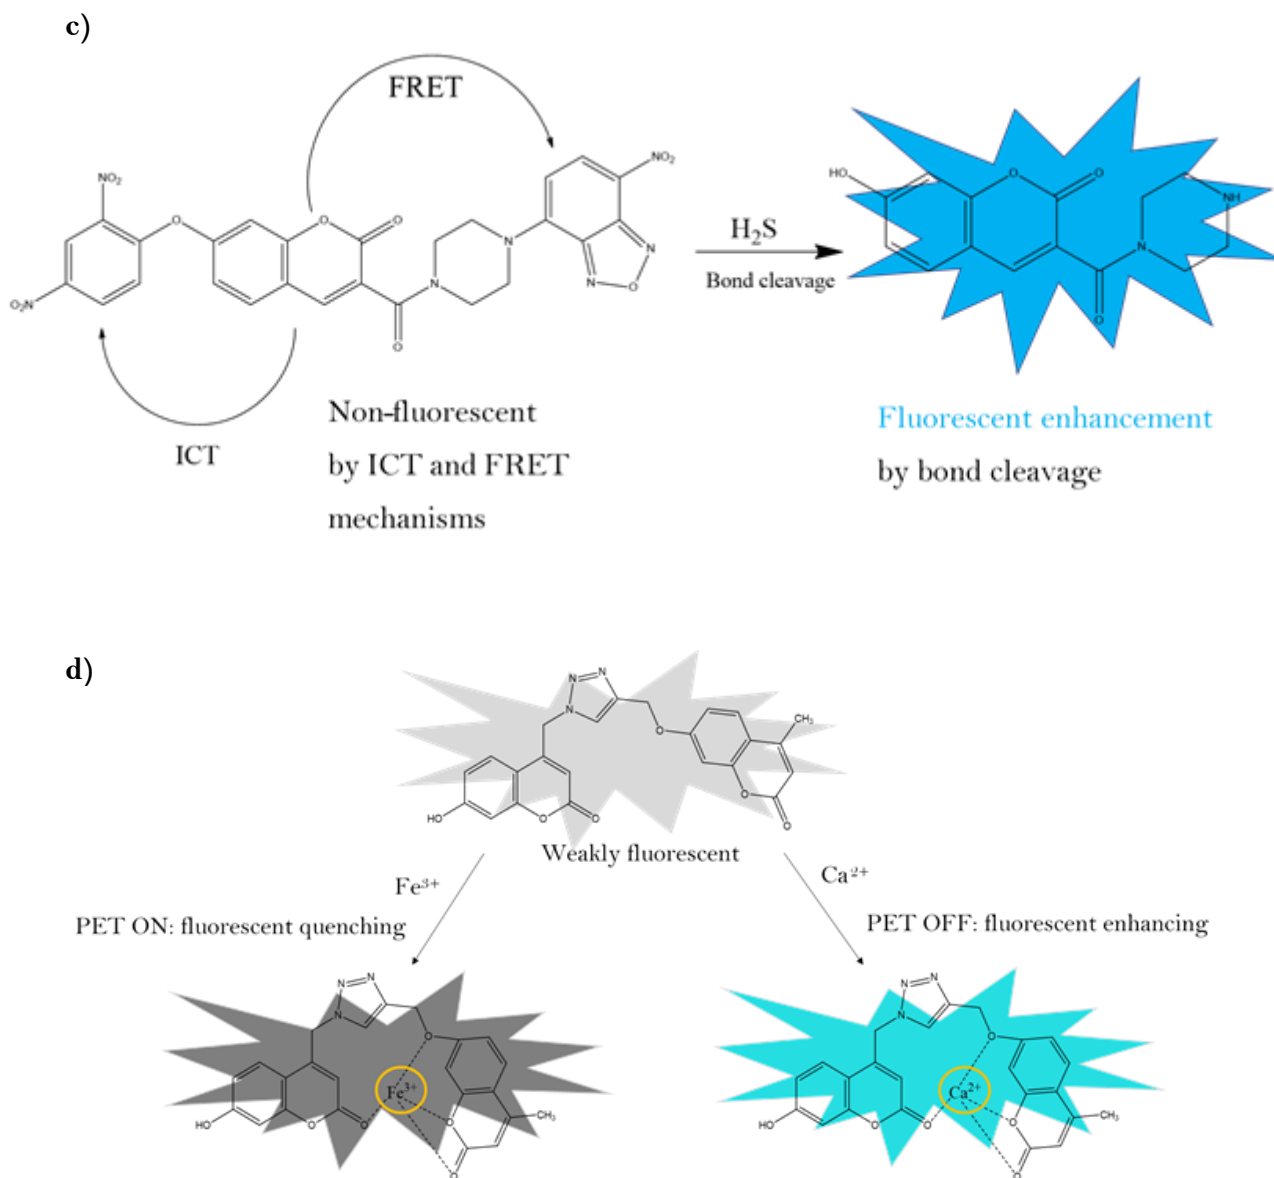 c)
FRET
NO₂
NO₂
O
O
O
O₂N
N
N
N
N
O
O
ICT
Non-fluorescent
by ICT and FRET
mechanisms
H₂S
Bond cleavage
HO
O
O
NH
N
O
Fluorescent enhancement
by bond cleavage
d)
N
N
N
O
CH₃
HO
O
O
O
O
Weakly fluorescent
Fe³⁺
Ca²⁺
PET ON: fluorescent quenching
PET OFF: fluorescent enhancing
N
N
N
O
Fe³⁺
HO
O
O
O
CH₃
O
N
N
N
O
Ca²⁺
HO
O
O
O
CH₃
O